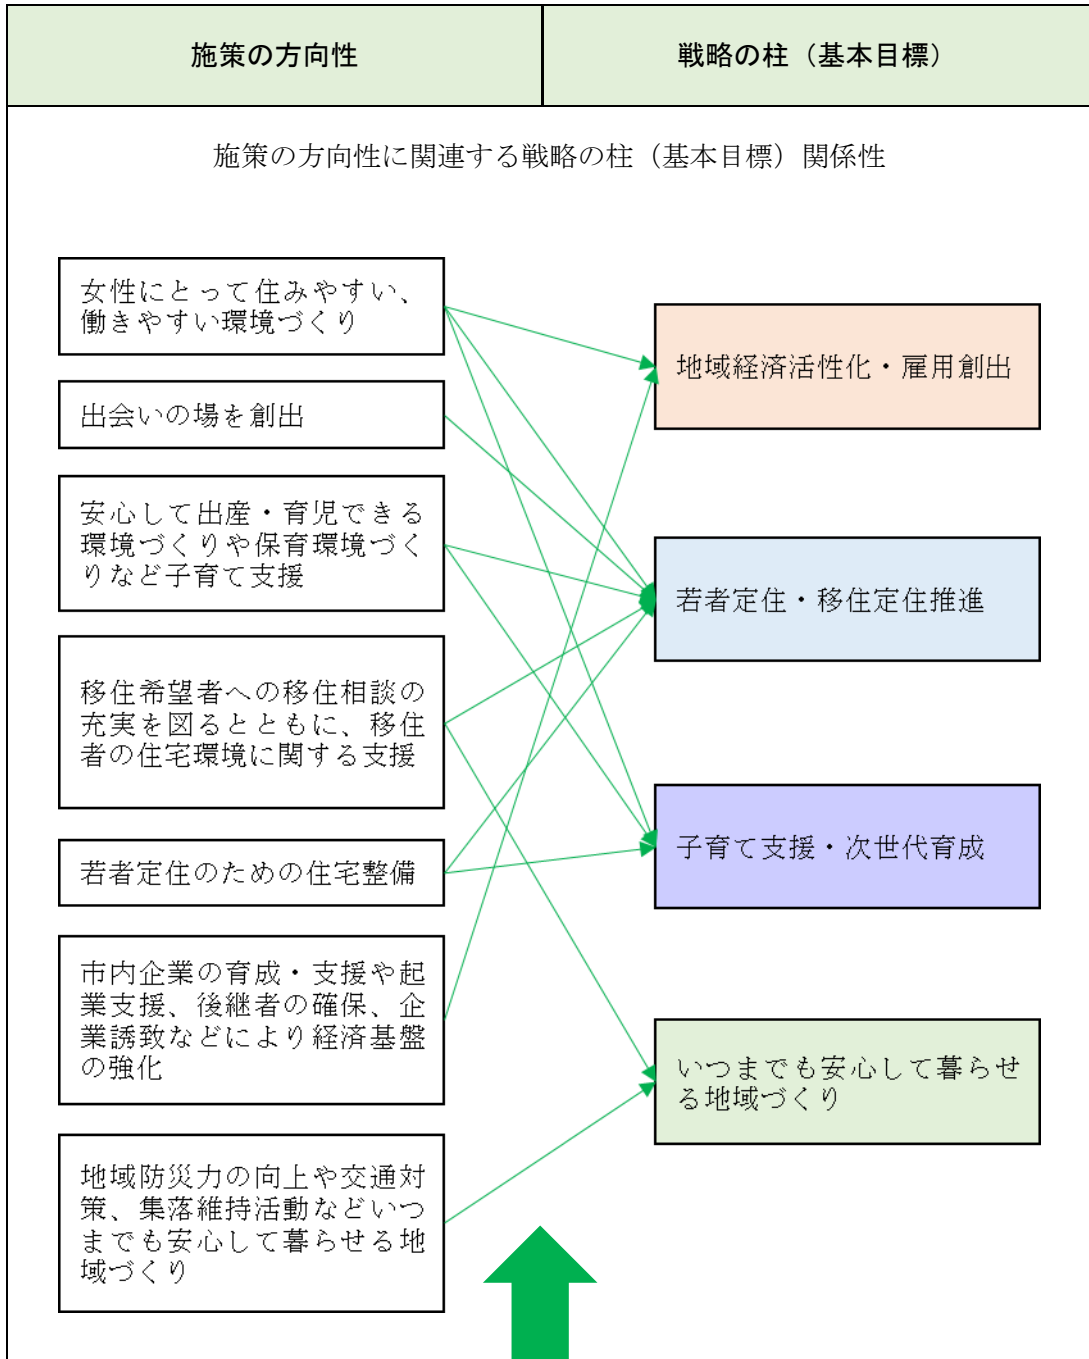 施策の方向性
戦略の柱（基本目標）
施策の方向性に関連する戦略の柱（基本目標）関係性
女性にとって住みやすい、
働きやすい環境づくり
出会いの場を創出
安心して出産・育児できる
環境づくりや保育環境づく
りなど子育て支援
移住希望者への移住相談の
充実を図るとともに、移住
者の住宅環境に関する支援
若者定住のための住宅整備
市内企業の育成・支援や起
業支援、後継者の確保、企
業誘致などにより経済基盤
の強化
地域防災力の向上や交通対
策、集落維持活動などいつ
までも安心して暮らせる地
域づくり
地域経済活性化・雇用創出
若者定住・移住定住推進
子育て支援・次世代育成
いつまでも安心して暮らせ
る地域づくり